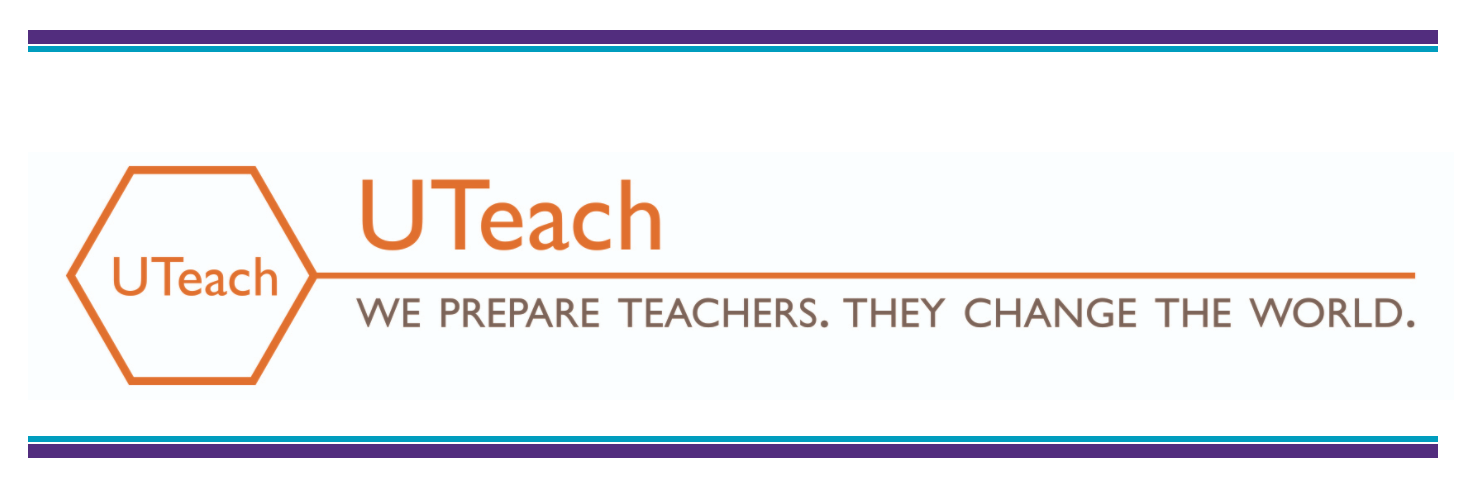 UTeach
UTeach
WE PREPARE TEACHERS. THEY CHANGE THE WORLD.